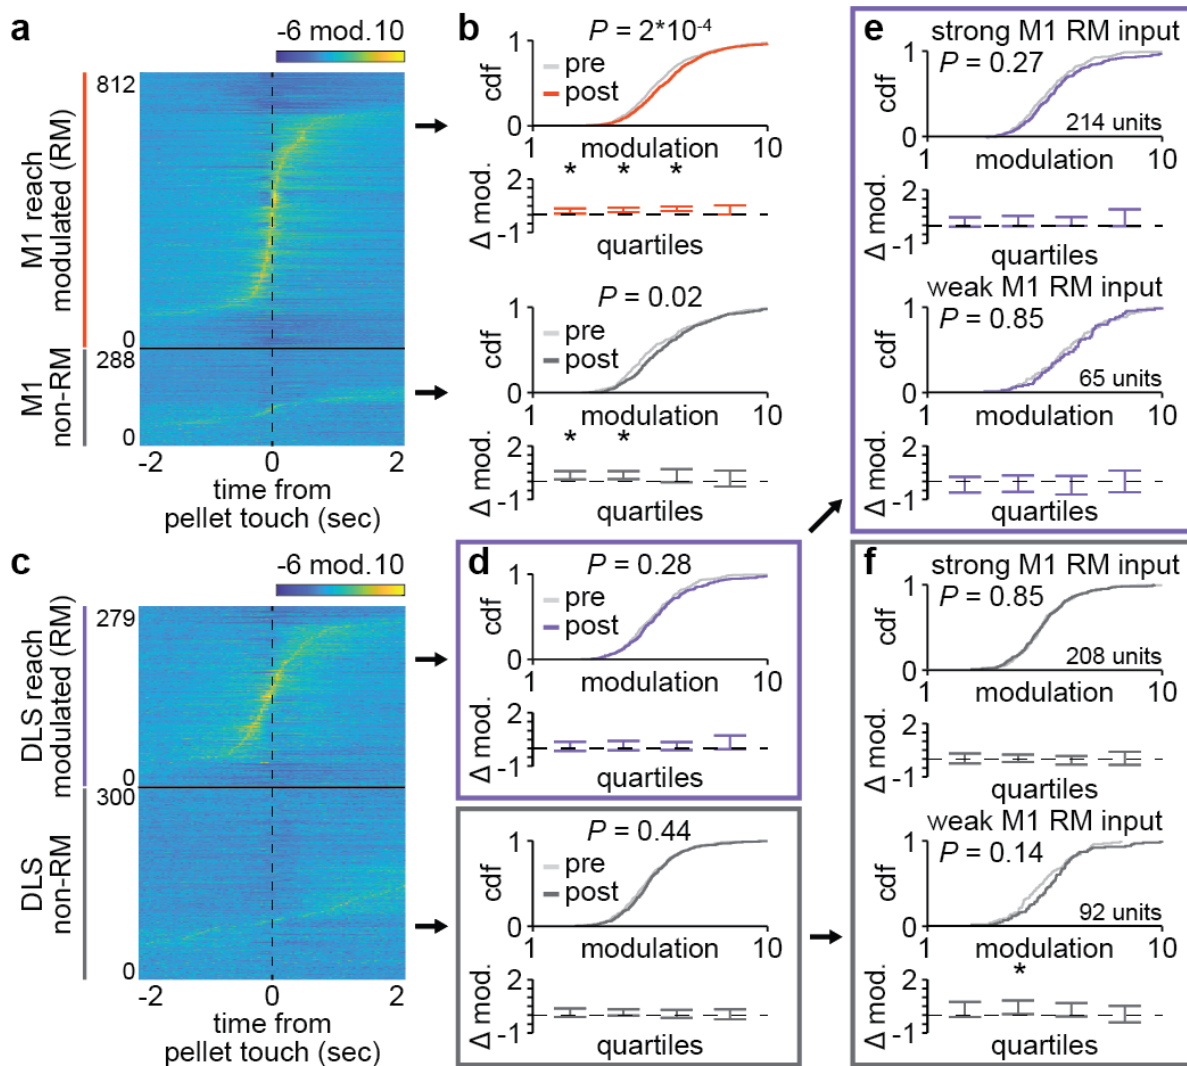 a
-6 mod. 10
812
M1 reach
modulated (RM)
0
288
M1
non-RM
0
-2 0 2
time from
pellet touch (sec)
b
P = 2*10-4
1
cdf
pre
post
0
1 modulation 10
* * *
2
Δ mod.
-1
quartiles
P = 0.02
1
cdf
pre
post
0
1 modulation 10
* *
2
Δ mod.
-1
quartiles
c
-6 mod. 10
279
DLS reach
modulated (RM)
0
300
DLS
non-RM
0
-2 0 2
time from
pellet touch (sec)
d
P = 0.28
1
cdf
pre
post
0
1 modulation 10
2
Δ mod.
-1
quartiles
P = 0.44
1
cdf
pre
post
0
1 modulation 10
2
Δ mod.
-1
quartiles
e
strong M1 RM input
1
P = 0.27
cdf
214 units
0
1 modulation 10
2
Δ mod.
-1
quartiles
weak M1 RM input
1
P = 0.85
cdf
65 units
0
1 modulation 10
2
Δ mod.
-1
quartiles
f
strong M1 RM input
1
P = 0.85
cdf
208 units
0
1 modulation 10
2
Δ mod.
-1
quartiles
weak M1 RM input
1
P = 0.14
cdf
92 units
0
1 modulation 10
*
2
Δ mod.
-1
quartiles